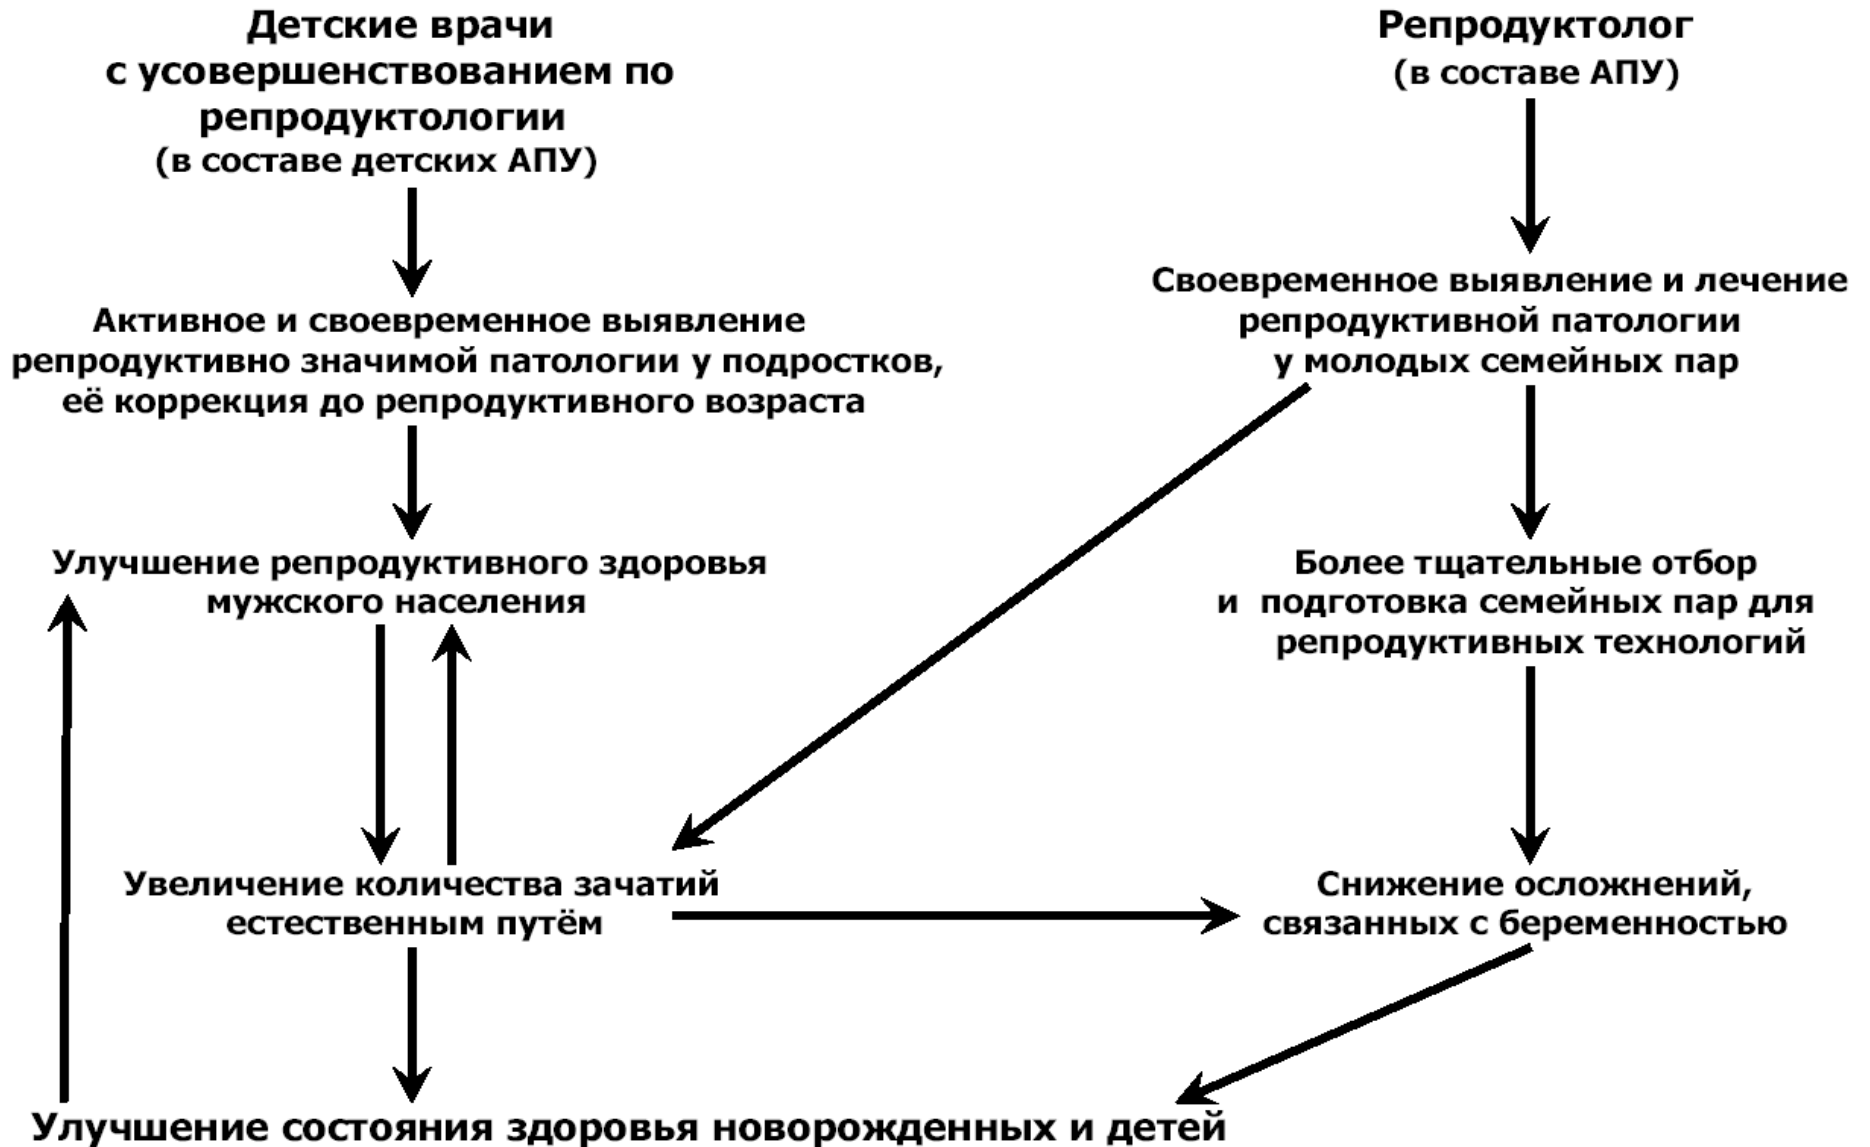 Детские врачи
с усовершенствованием по
репродуктологии
(в составе детских АПУ)
Репродуктолог
(в составе АПУ)
Активное и своевременное выявление
репродуктивно значимой патологии у подростков,
её коррекция до репродуктивного возраста
Своевременное выявление и лечение
репродуктивной патологии
у молодых семейных пар
Улучшение репродуктивного здоровья
мужского населения
Более тщательные отбор
и подготовка семейных пар для
репродуктивных технологий
Увеличение количества зачатий
естественным путём
Снижение осложнений,
связанных с беременностью
Улучшение состояния здоровья новорожденных и детей